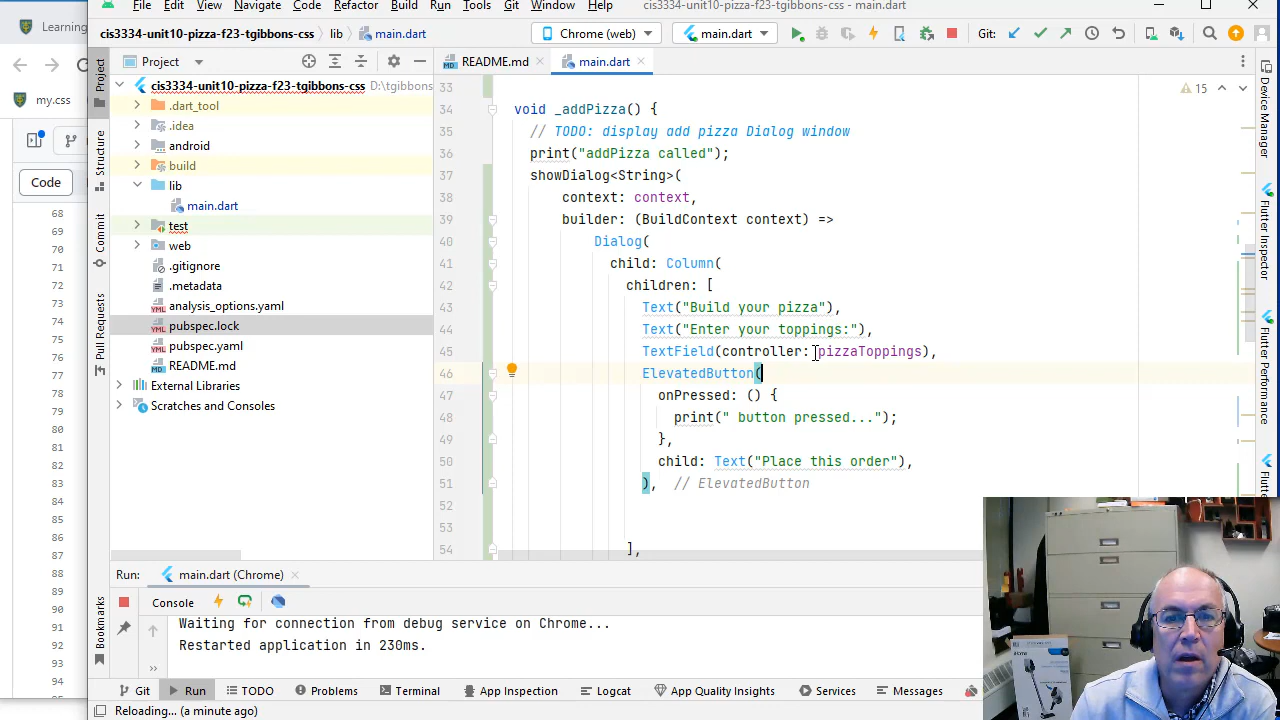 Learning
my.css
Code
68
69
70
71
72
73
74
75
76
77
78
79
80
81
82
83
84
85
86
87
88
89
90
91
92
93
94
95
File Edit View Navigate Code Refactor Build Run Tools Git Window Help cis3334-unit10-pizza-f23-tgibbons-css - main.dart
cis3334-unit10-pizza-f23-tgibbons-css lib main.dart Chrome (web) main.dart Git:
Project README.md main.dart
cis3334-unit10-pizza-f23-tgibbons-css D:\tgibbons
.dart_tool
.idea
android
build
lib
main.dart
test
web
.gitignore
.metadata
analysis_options.yaml
pubspec.lock
pubspec.yaml
README.md
External Libraries
Scratches and Consoles
Project
Structure
Commit
Pull Requests
Bookmarks
15
33
34 void _addPizza() {
35 // TODO: display add pizza Dialog window
36 print("addPizza called");
37 showDialog<String>(
38 context: context,
39 builder: (BuildContext context) =>
40 Dialog(
41 child: Column(
42 children: [
43 Text("Build your pizza"),
44 Text("Enter your toppings:"),
45 TextField(controller: pizzaToppings),
46 ElevatedButton(
47 onPressed: () {
48 print(" button pressed...");
49 },
50 child: Text("Place this order"),
51 ), // ElevatedButton
52
53
54 ],
Device Manager
Flutter Inspector
Flutter Performance
Run: main.dart (Chrome)
Console
Waiting for connection from debug service on Chrome...
Restarted application in 230ms.
Git Run TODO Problems Terminal App Inspection Logcat App Quality Insights Services Messages
Reloading... (a minute ago)